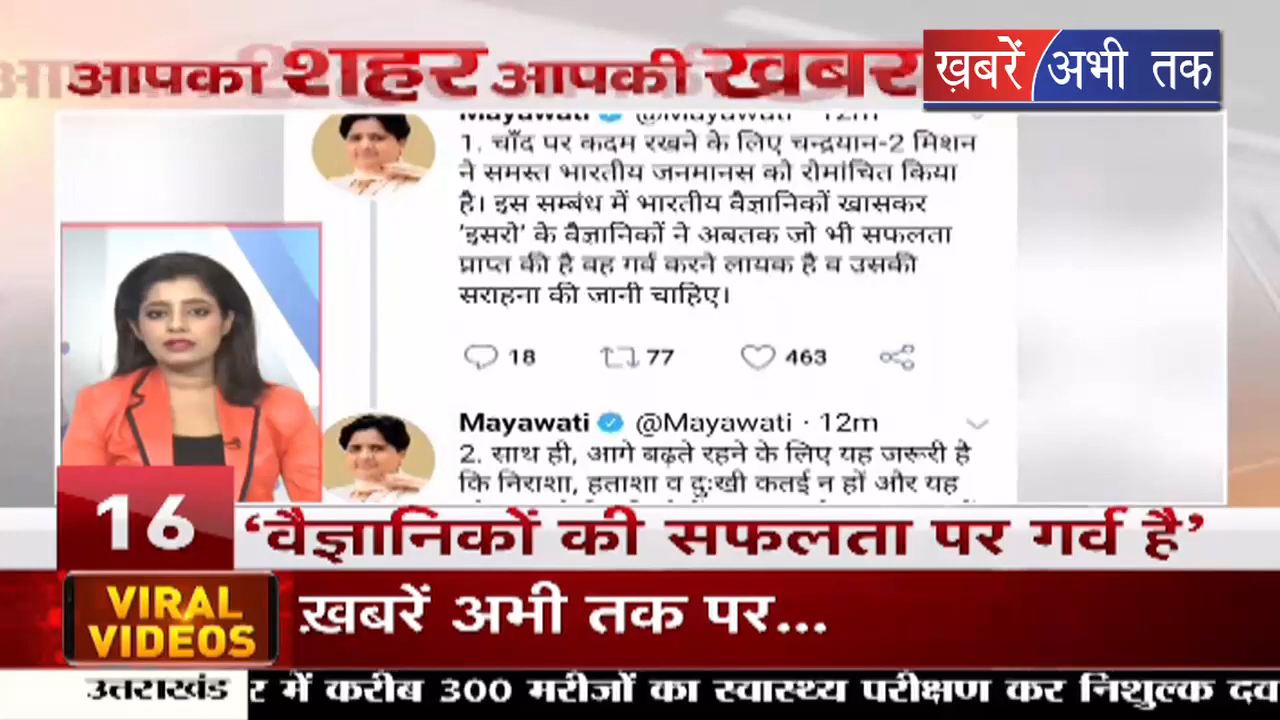 आपका शहर आपकी खबर
ख़बरें अभी तक
Mayawati @Mayawati · 12m
1. चाँद पर कदम रखने के लिए चन्द्रयान-2 मिशन
ने समस्त भारतीय जनमानस को रोमांचित किया
है। इस सम्बंध में भारतीय वैज्ञानिकों खासकर
'इसरो' के वैज्ञानिकों ने अबतक जो भी सफलता
प्राप्त की है वह गर्व करने लायक है व उसकी
सराहना की जानी चाहिए।
18 77 463
Mayawati @Mayawati · 12m
2. साथ ही, आगे बढ़ते रहने के लिए यह जरूरी है
कि निराशा, हताशा व दुःखी कतई न हों और यह
16 'वैज्ञानिकों की सफलता पर गर्व है'
VIRAL
VIDEOS
ख़बरें अभी तक पर...
उत्तराखंड र में करीब 300 मरीजों का स्वास्थ्य परीक्षण कर निशुल्क दव